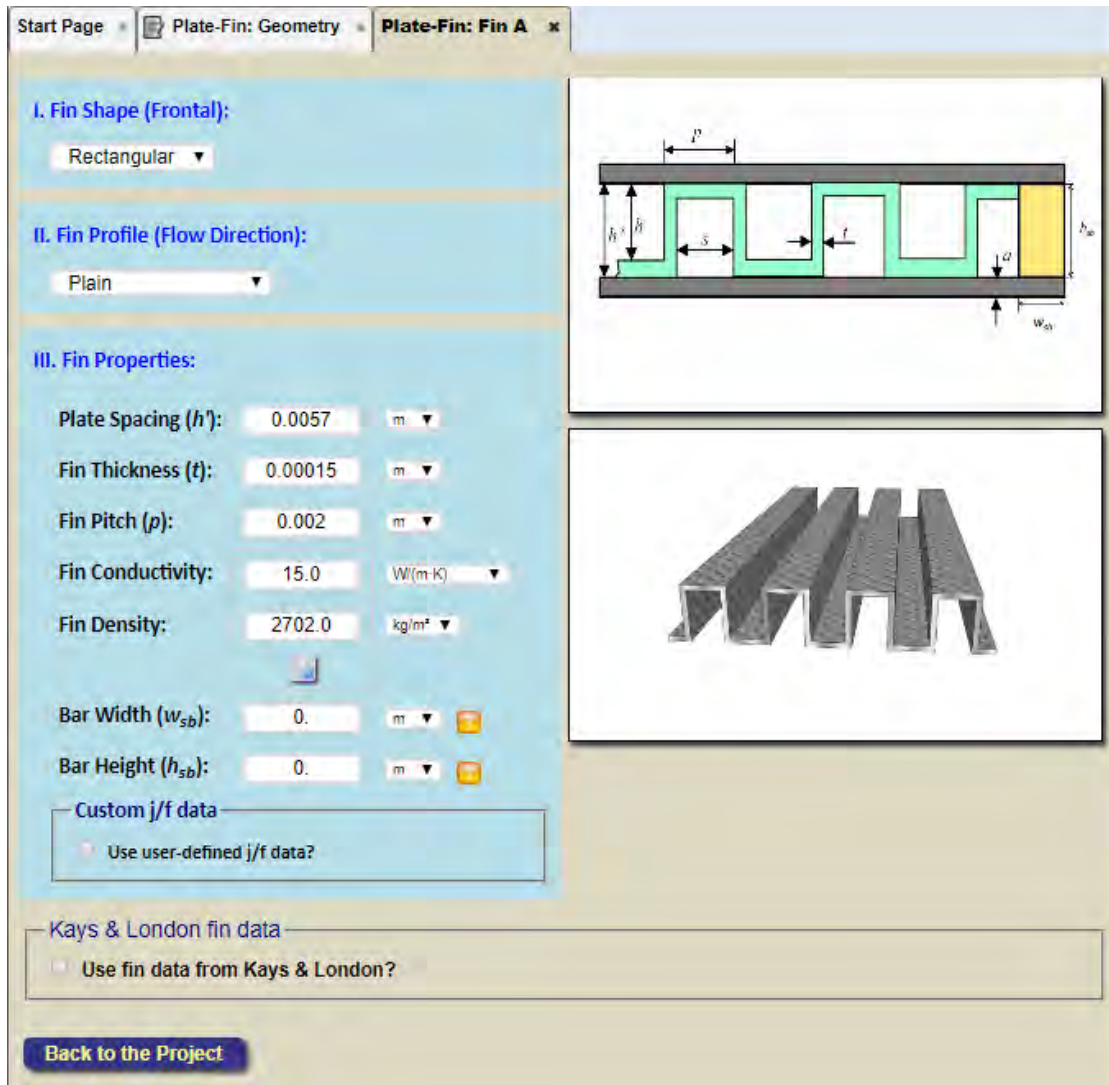 Start Page
Plate-Fin: Geometry
Plate-Fin: Fin A
I. Fin Shape (Frontal):
Rectangular
II. Fin Profile (Flow Direction):
Plain
III. Fin Properties:
Plate Spacing (h'): 0.0057 m
Fin Thickness (t): 0.00015 m
Fin Pitch (p): 0.002 m
Fin Conductivity: 15.0 W/(m·K)
Fin Density: 2702.0 kg/m³
Bar Width (wsb): 0. m
Bar Height (hsb): 0. m
Custom j/f data
Use user-defined j/f data?
Kays & London fin data
Use fin data from Kays & London?
Back to the Project
p
h' h s t a hsb
wsb